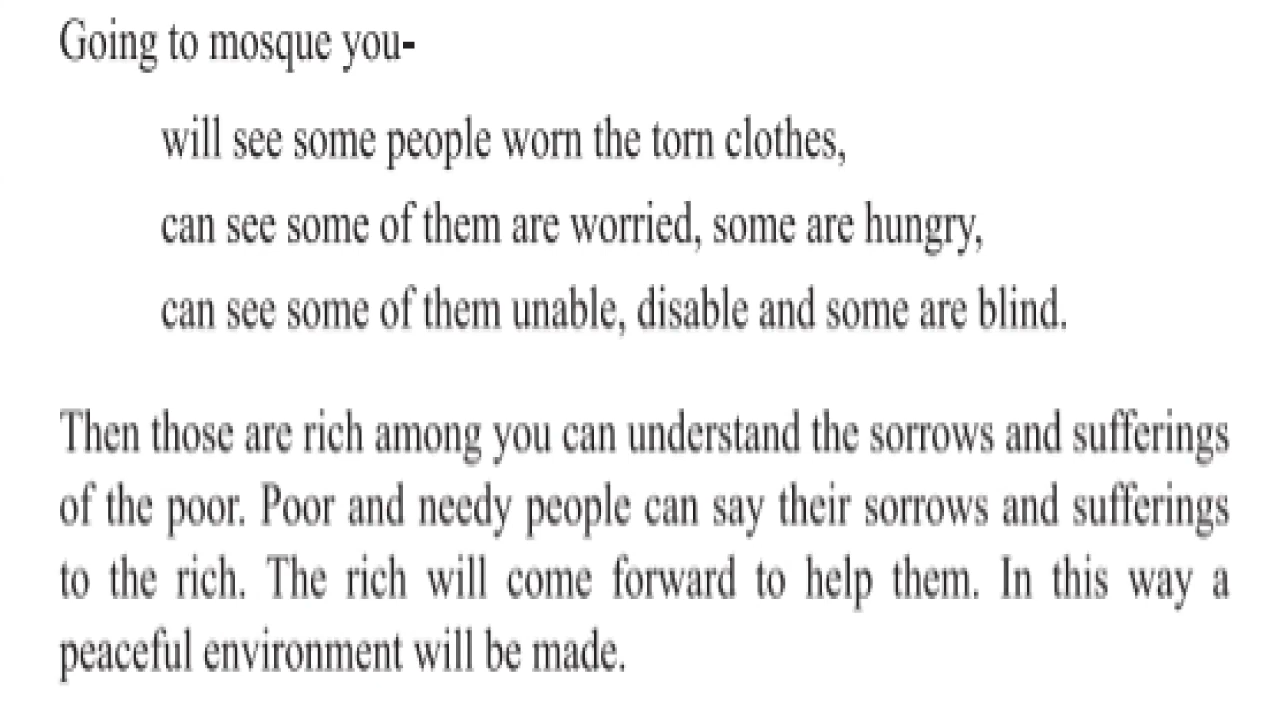 Going to mosque you-
will see some people worn the torn clothes,
can see some of them are worried, some are hungry,
can see some of them unable, disable and some are blind.
Then those are rich among you can understand the sorrows and sufferings
of the poor. Poor and needy people can say their sorrows and sufferings
to the rich. The rich will come forward to help them. In this way a
peaceful environment will be made.